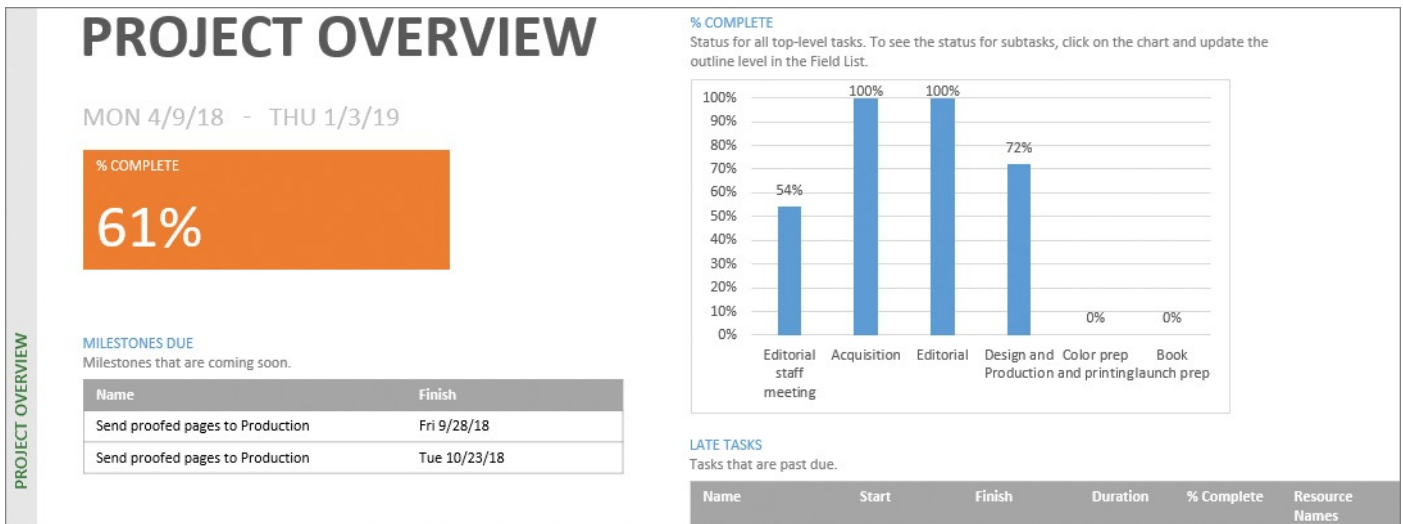 PROJECT OVERVIEW
PROJECT OVERVIEW
MON 4/9/18 - THU 1/3/19
% COMPLETE
61%
MILESTONES DUE
Milestones that are coming soon.
Name Finish
Send proofed pages to Production Fri 9/28/18
Send proofed pages to Production Tue 10/23/18
% COMPLETE
Status for all top-level tasks. To see the status for subtasks, click on the chart and update the
outline level in the Field List.
100%
90%
80%
70%
60%
50%
40%
30%
20%
10%
0%
54%
100%
100%
72%
0%
0%
Editorial
staff
meeting
Acquisition
Editorial
Design and
Production
Color prep
and printing
Book
launch prep
LATE TASKS
Tasks that are past due.
Name Start Finish Duration % Complete Resource
Names